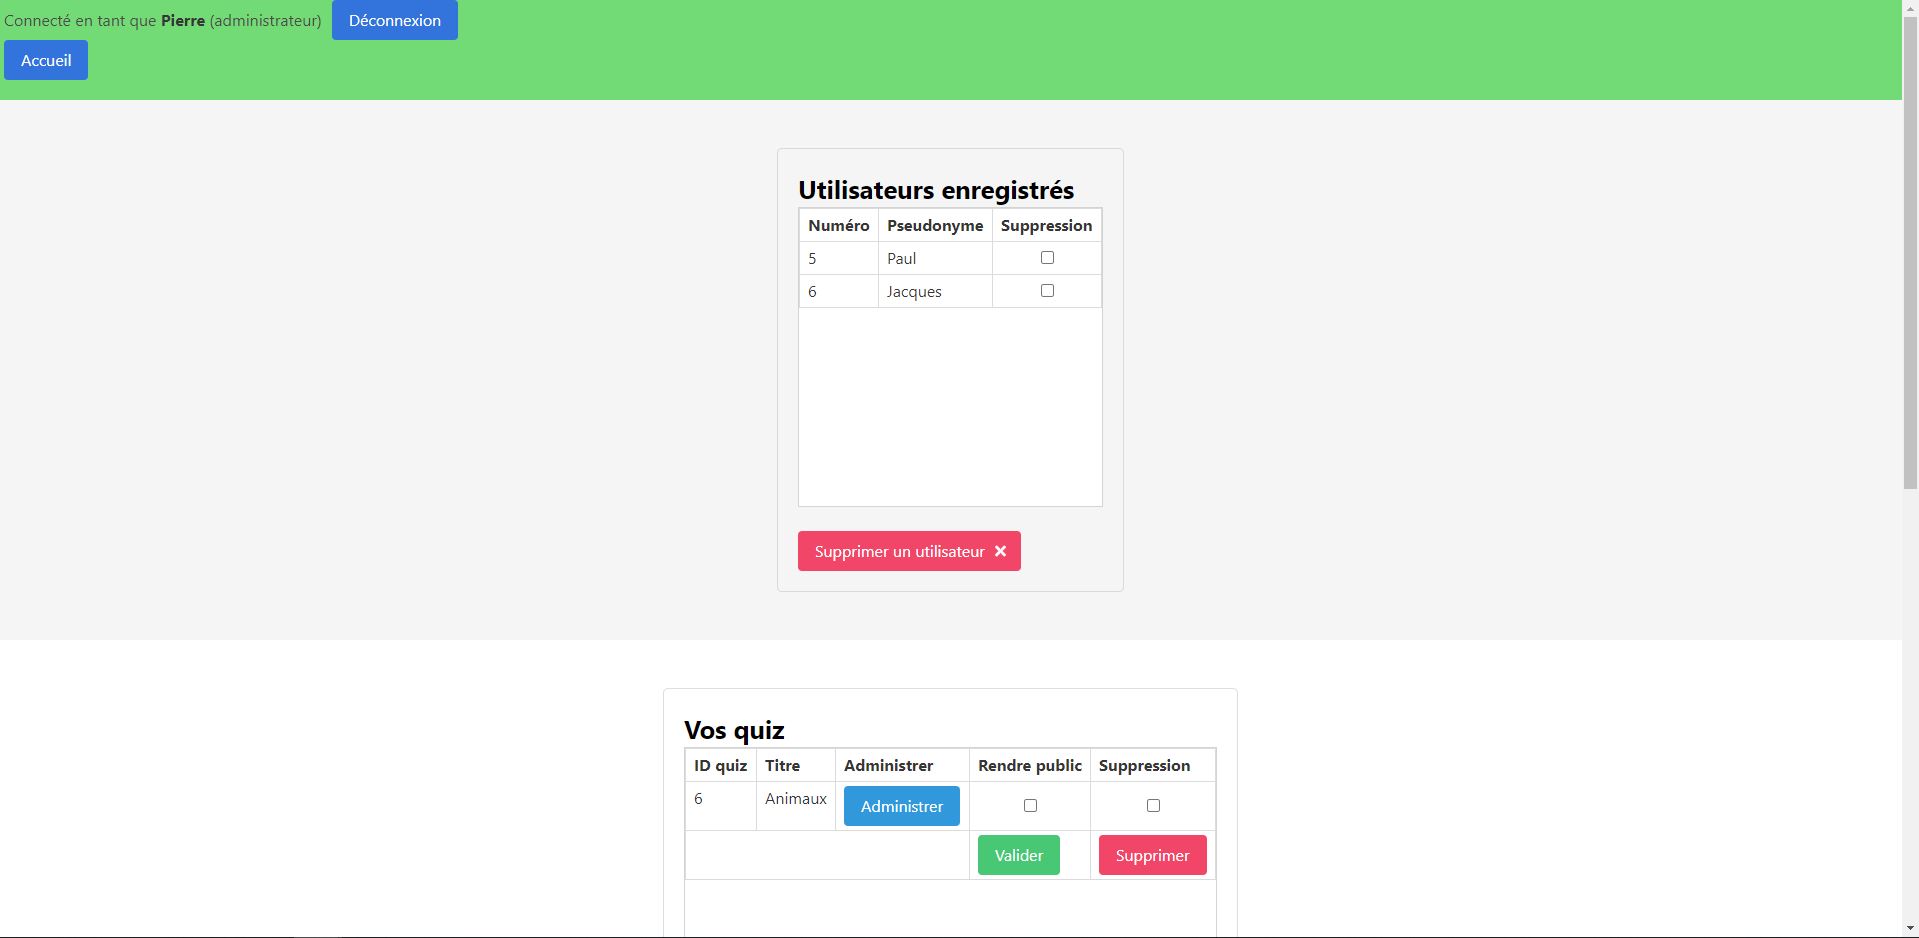 Connecté en tant que Pierre (administrateur) Déconnexion
Accueil
Utilisateurs enregistrés
Numéro Pseudonyme Suppression
5 Paul
6 Jacques
Supprimer un utilisateur
Vos quiz
ID quiz Titre Administrer Rendre public Suppression
6 Animaux Administrer
Valider Supprimer